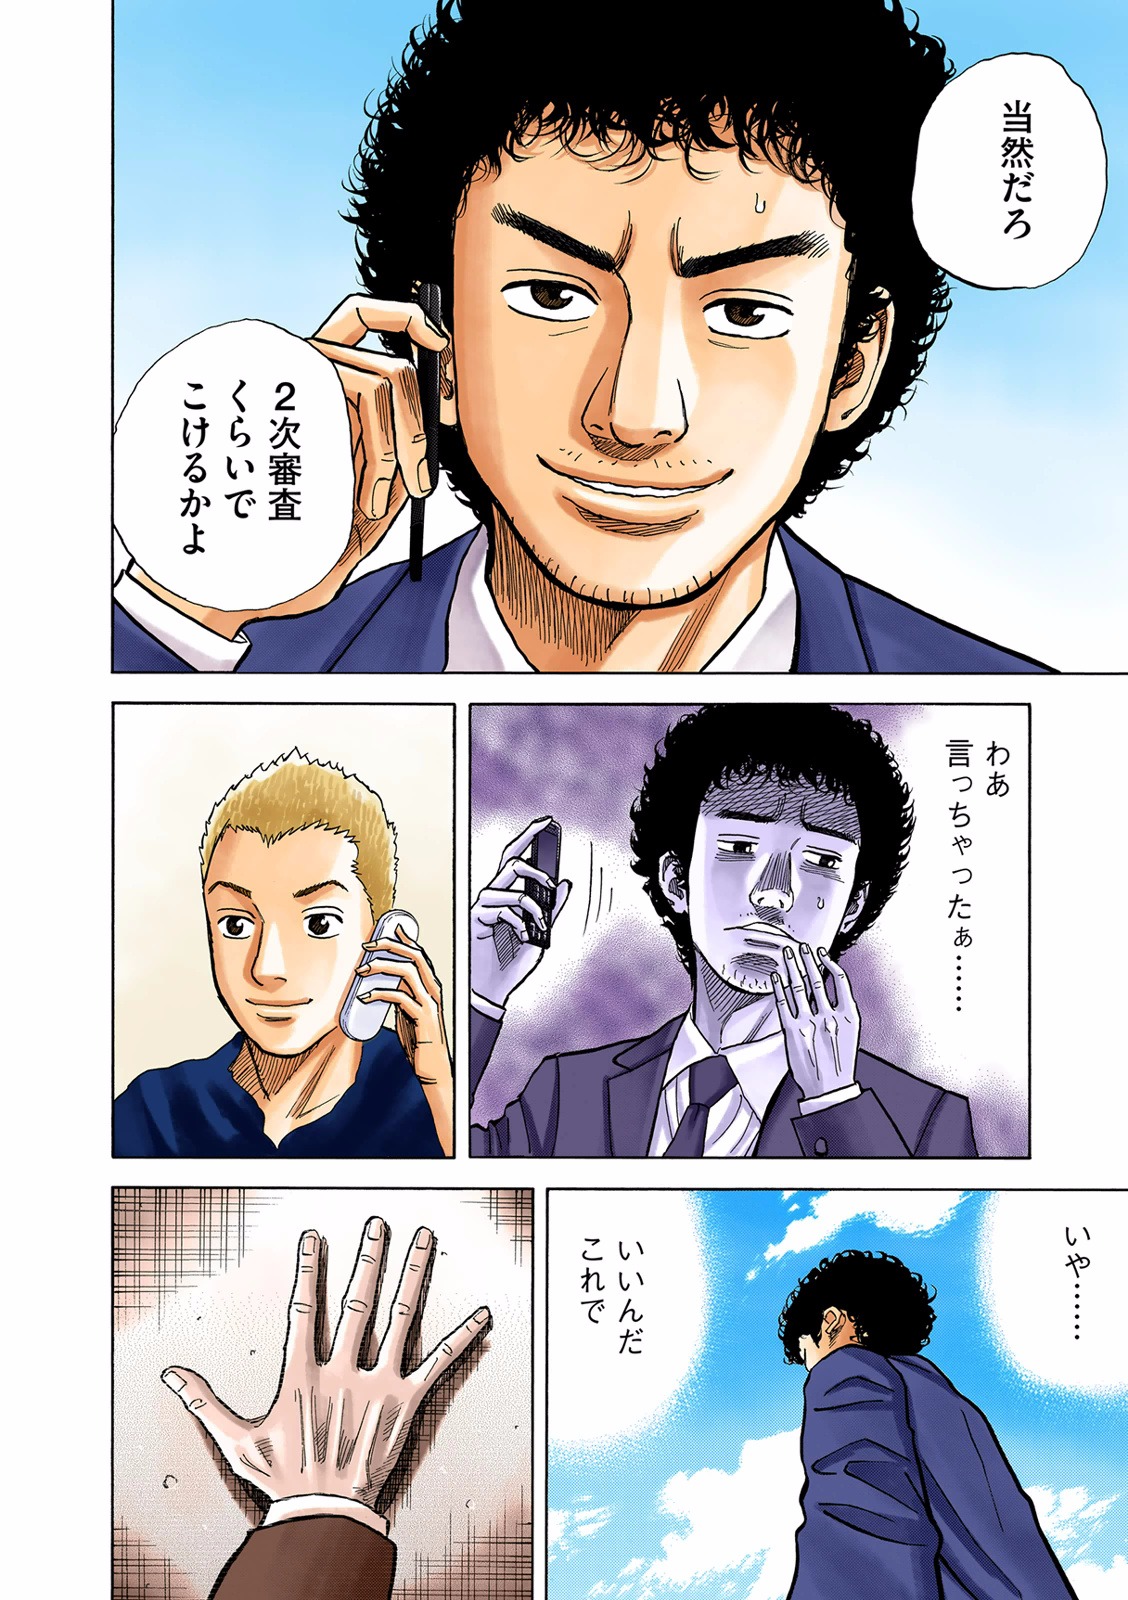 当然だろ
2次審査
くらいで
こけるかよ
わあ
言っちゃったぁ……
いや……
いいんだ
これで